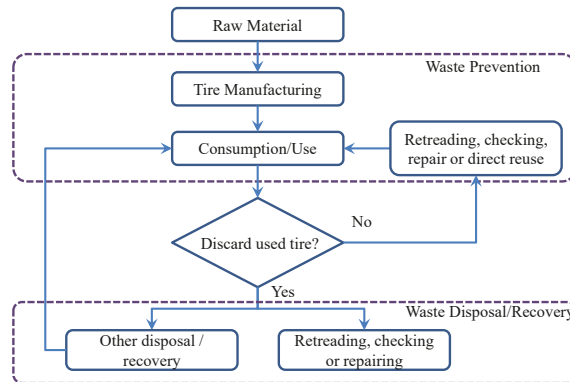 Raw Material
Waste Prevention
Tire Manufacturing
Consumption/Use
Retreading, checking,
repair or direct reuse
Discard used tire?
No
Yes
Waste Disposal/Recovery
Other disposal /
recovery
Retreading, checking
or repairing